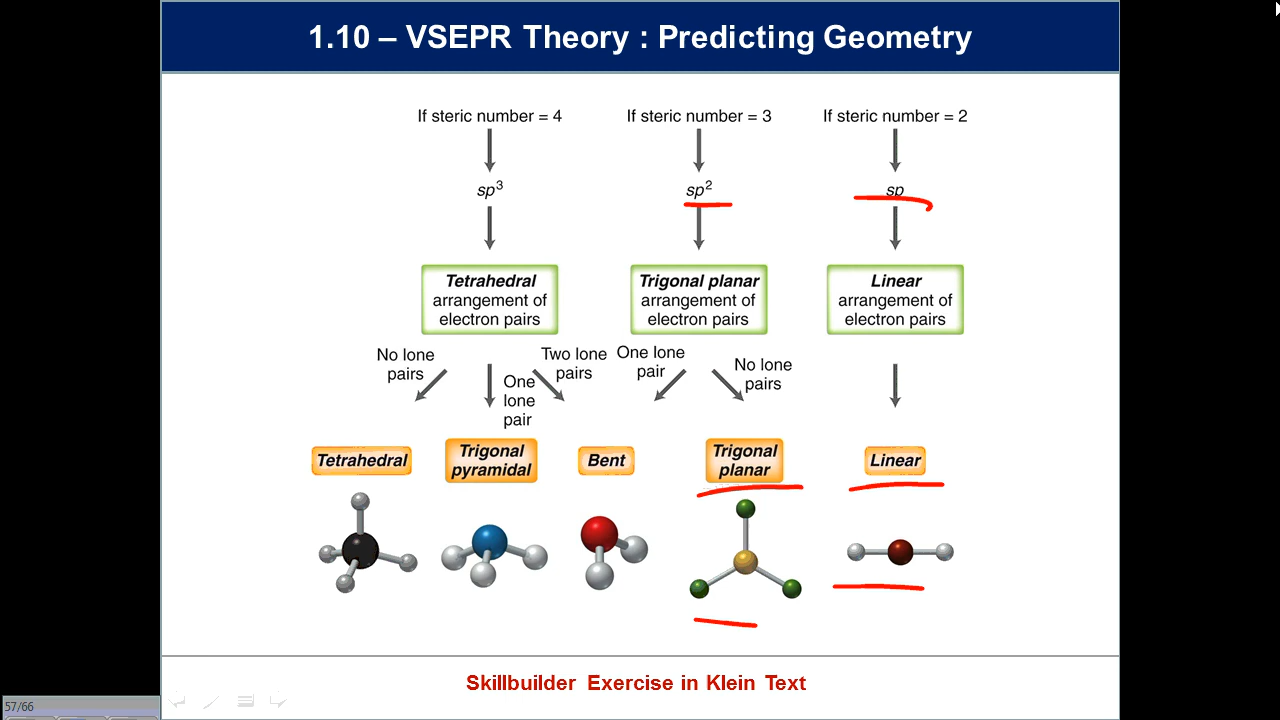 1.10 – VSEPR Theory : Predicting Geometry
If steric number = 4
If steric number = 3
If steric number = 2
sp³
sp²
sp
Tetrahedral
arrangement of
electron pairs
Trigonal planar
arrangement of
electron pairs
Linear
arrangement of
electron pairs
No lone
pairs
One
lone
pair
Two lone
pairs
One lone
pair
No lone
pairs
Tetrahedral
Trigonal
pyramidal
Bent
Trigonal
planar
Linear
Skillbuilder Exercise in Klein Text
57/66